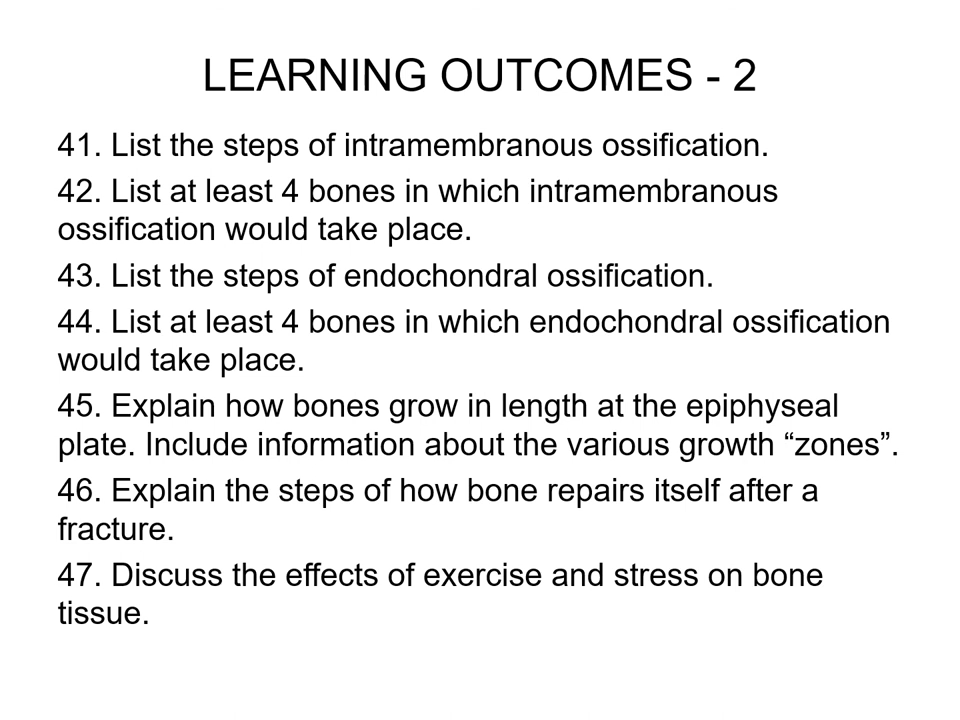 LEARNING OUTCOMES - 2
41. List the steps of intramembranous ossification.
42. List at least 4 bones in which intramembranous
ossification would take place.
43. List the steps of endochondral ossification.
44. List at least 4 bones in which endochondral ossification
would take place.
45. Explain how bones grow in length at the epiphyseal
plate. Include information about the various growth “zones”.
46. Explain the steps of how bone repairs itself after a
fracture.
47. Discuss the effects of exercise and stress on bone
tissue.